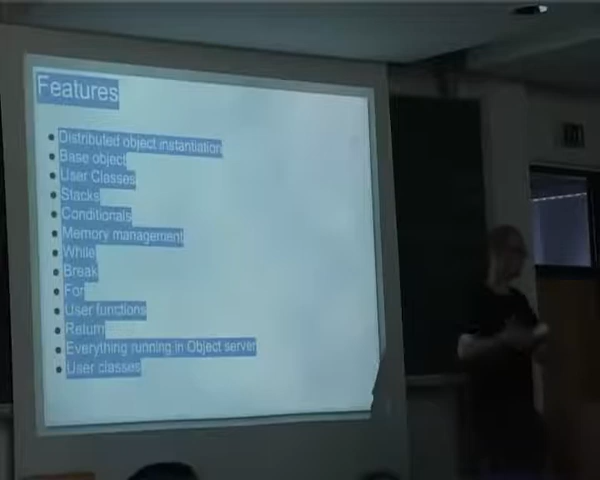 Features
Distributed object instantiation
Base object
User Classes
Stacks
Conditionals
Memory management
While
Break
For
User functions
Return
Everything running in Object server
User classes